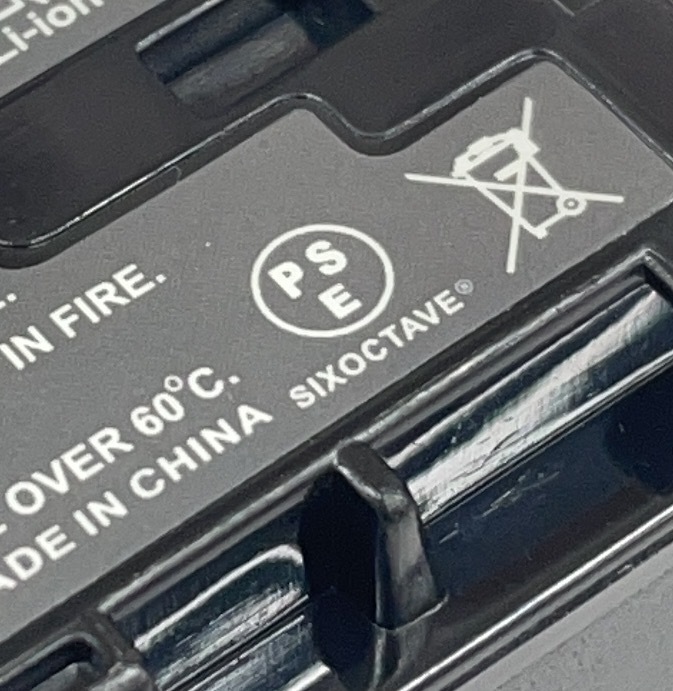 Li-ion
IN FIRE.
PSE
OVER 60°C.
SIXOCTAVE®
ADE IN CHINA